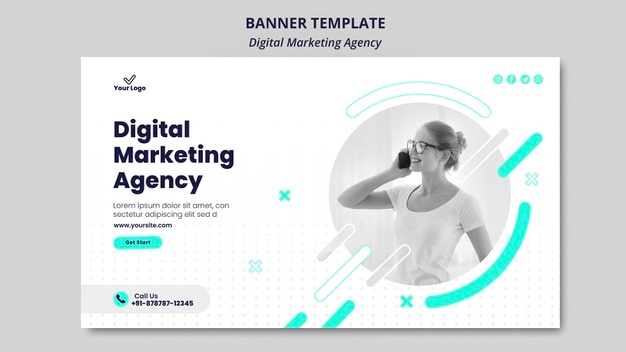 BANNER TEMPLATE
Digital Marketing Agency
Your Logo
Digital
Marketing
Agency
Lorem ipsum dolor sit amet, con
sectetur adipiscing elit sed d
www.yoursite.com
Get Start
Call Us
+91-878787-12345